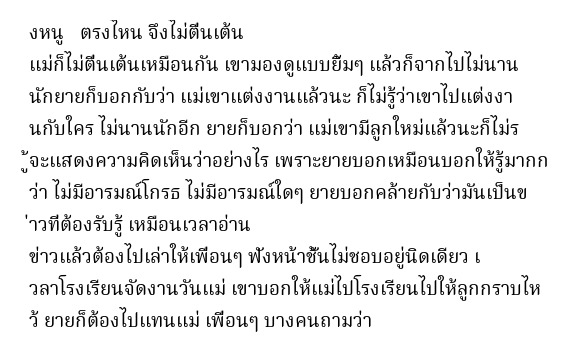 งหนู   ตรงไหน จึงไม่ตื่นเต้น
แม่ก็ไม่ตื่นเต้นเหมือนกัน เขามองดูแบบยิ้มๆ แล้วก็จากไปไม่นาน
นักยายก็บอกกับว่า แม่เขาแต่งงานแล้วนะ ก็ไม่รู้ว่าเขาไปแต่งงา
นกับใคร ไม่นานนักอีก ยายก็บอกว่า แม่เขามีลูกใหม่แล้วนะก็ไม่ร
ู้จะแสดงความคิดเห็นว่าอย่างไร เพราะยายบอกเหมือนบอกให้รู้มากก
ว่า ไม่มีอารมณ์โกรธ ไม่มีอารมณ์ใดๆ ยายบอกคล้ายกับว่ามันเป็นข
่าวที่ต้องรับรู้ เหมือนเวลาอ่าน
ข่าวแล้วต้องไปเล่าให้เพื่อนๆ ฟังหน้าชั้นไม่ชอบอยู่นิดเดียว เ
วลาโรงเรียนจัดงานวันแม่ เขาบอกให้แม่ไปโรงเรียนไปให้ลูกกราบไห
ว้ ยายก็ต้องไปแทนแม่ เพื่อนๆ บางคนถามว่า